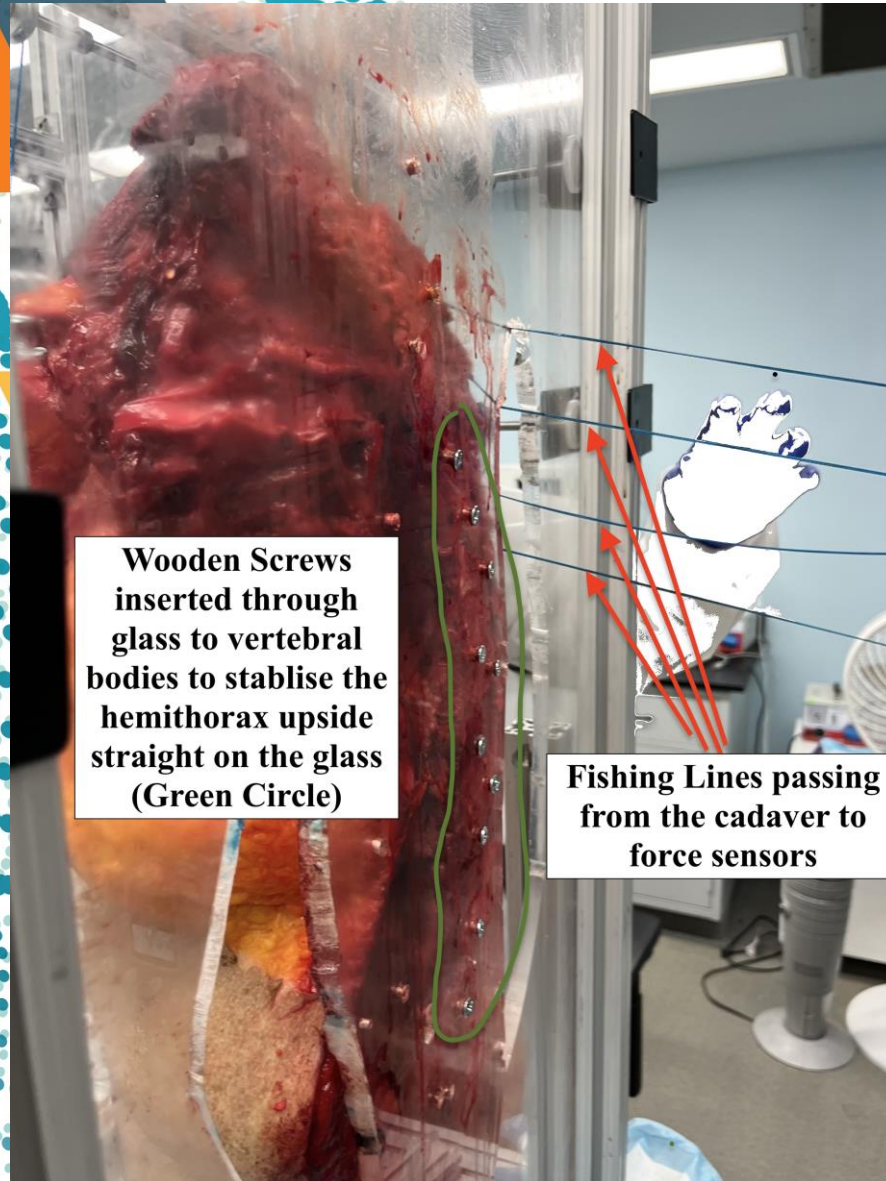 Wooden Screws
inserted through
glass to vertebral
bodies to stablise the
hemithorax upside
straight on the glass
(Green Circle)
Fishing Lines passing
from the cadaver to
force sensors